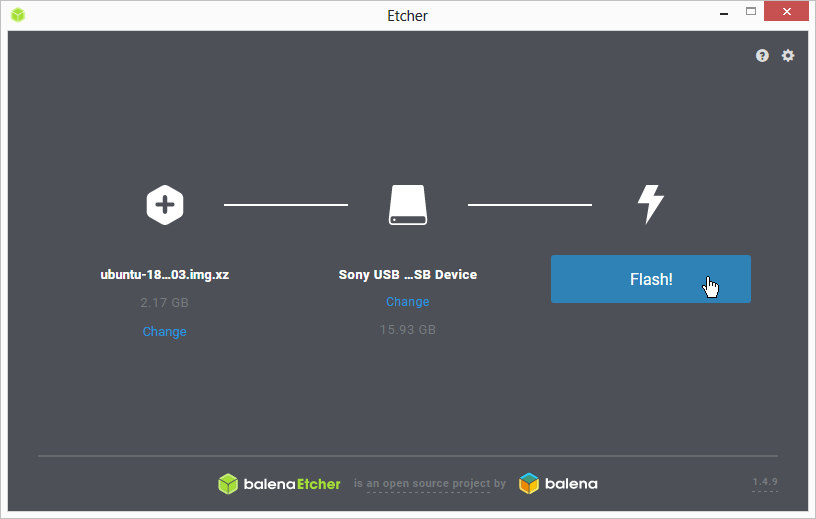 Etcher
ubuntu-18...03.img.xz
2.17 GB
Change
Sony USB ...SB Device
Change
15.93 GB
Flash!
balenaEtcher is an open source project by balena
1.4.9